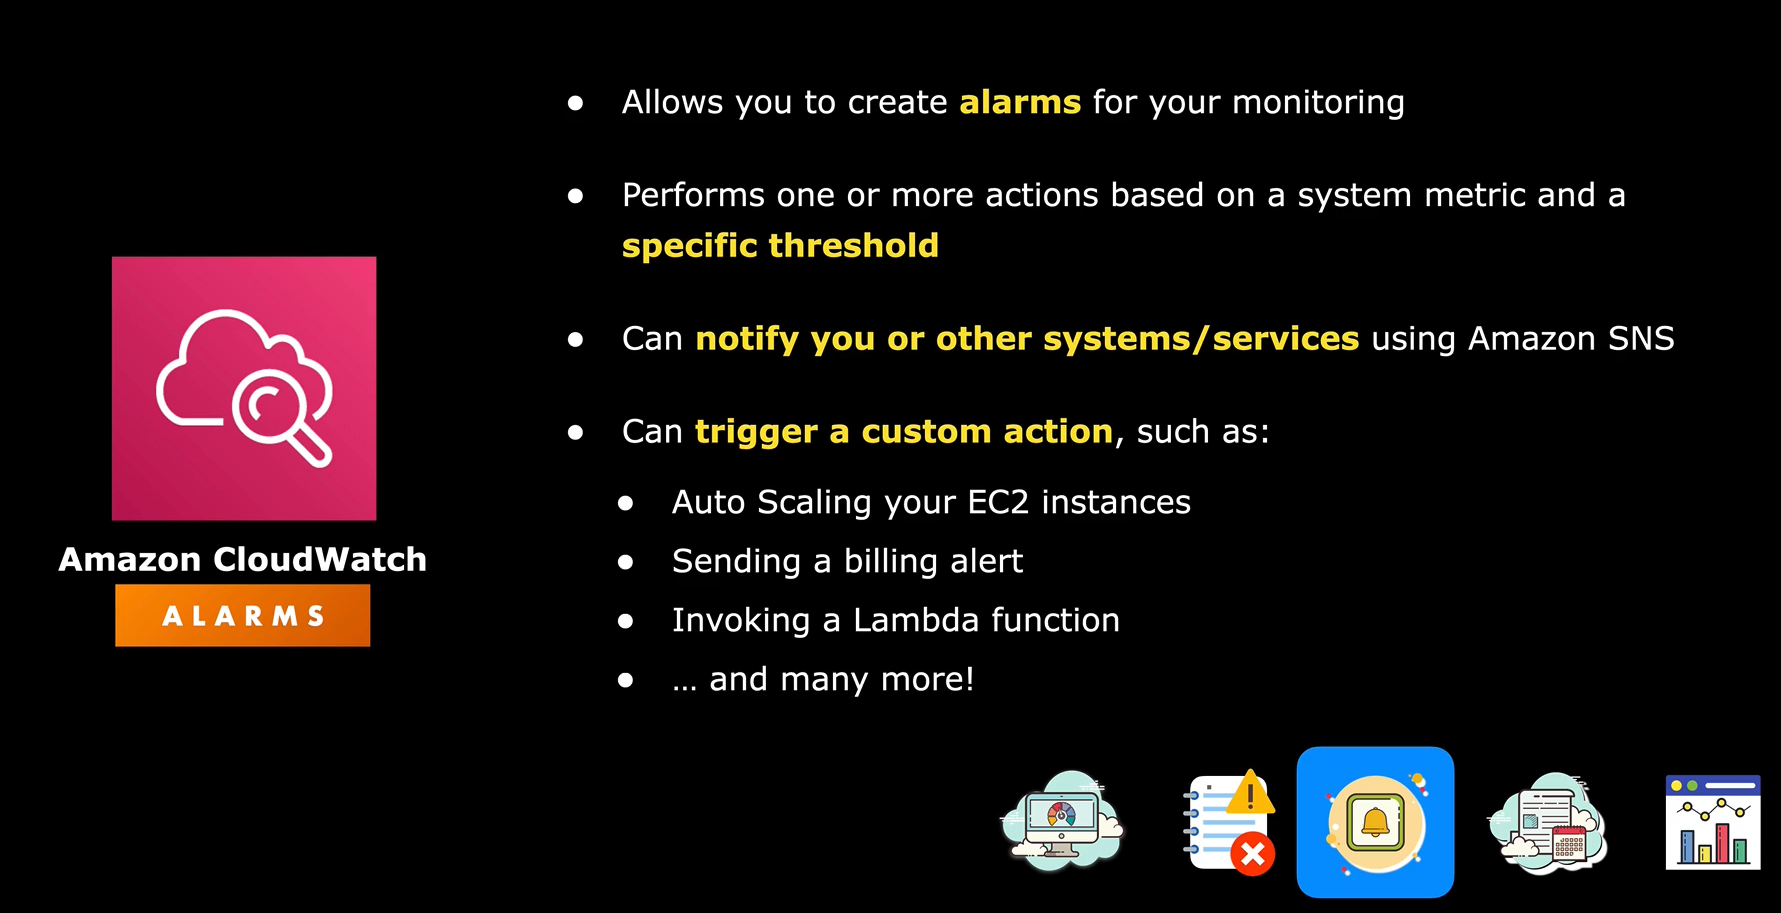 ● Allows you to create alarms for your monitoring
● Performs one or more actions based on a system metric and a
specific threshold
● Can notify you or other systems/services using Amazon SNS
● Can trigger a custom action, such as:
● Auto Scaling your EC2 instances
● Sending a billing alert
● Invoking a Lambda function
● … and many more!
Amazon CloudWatch
ALARMS